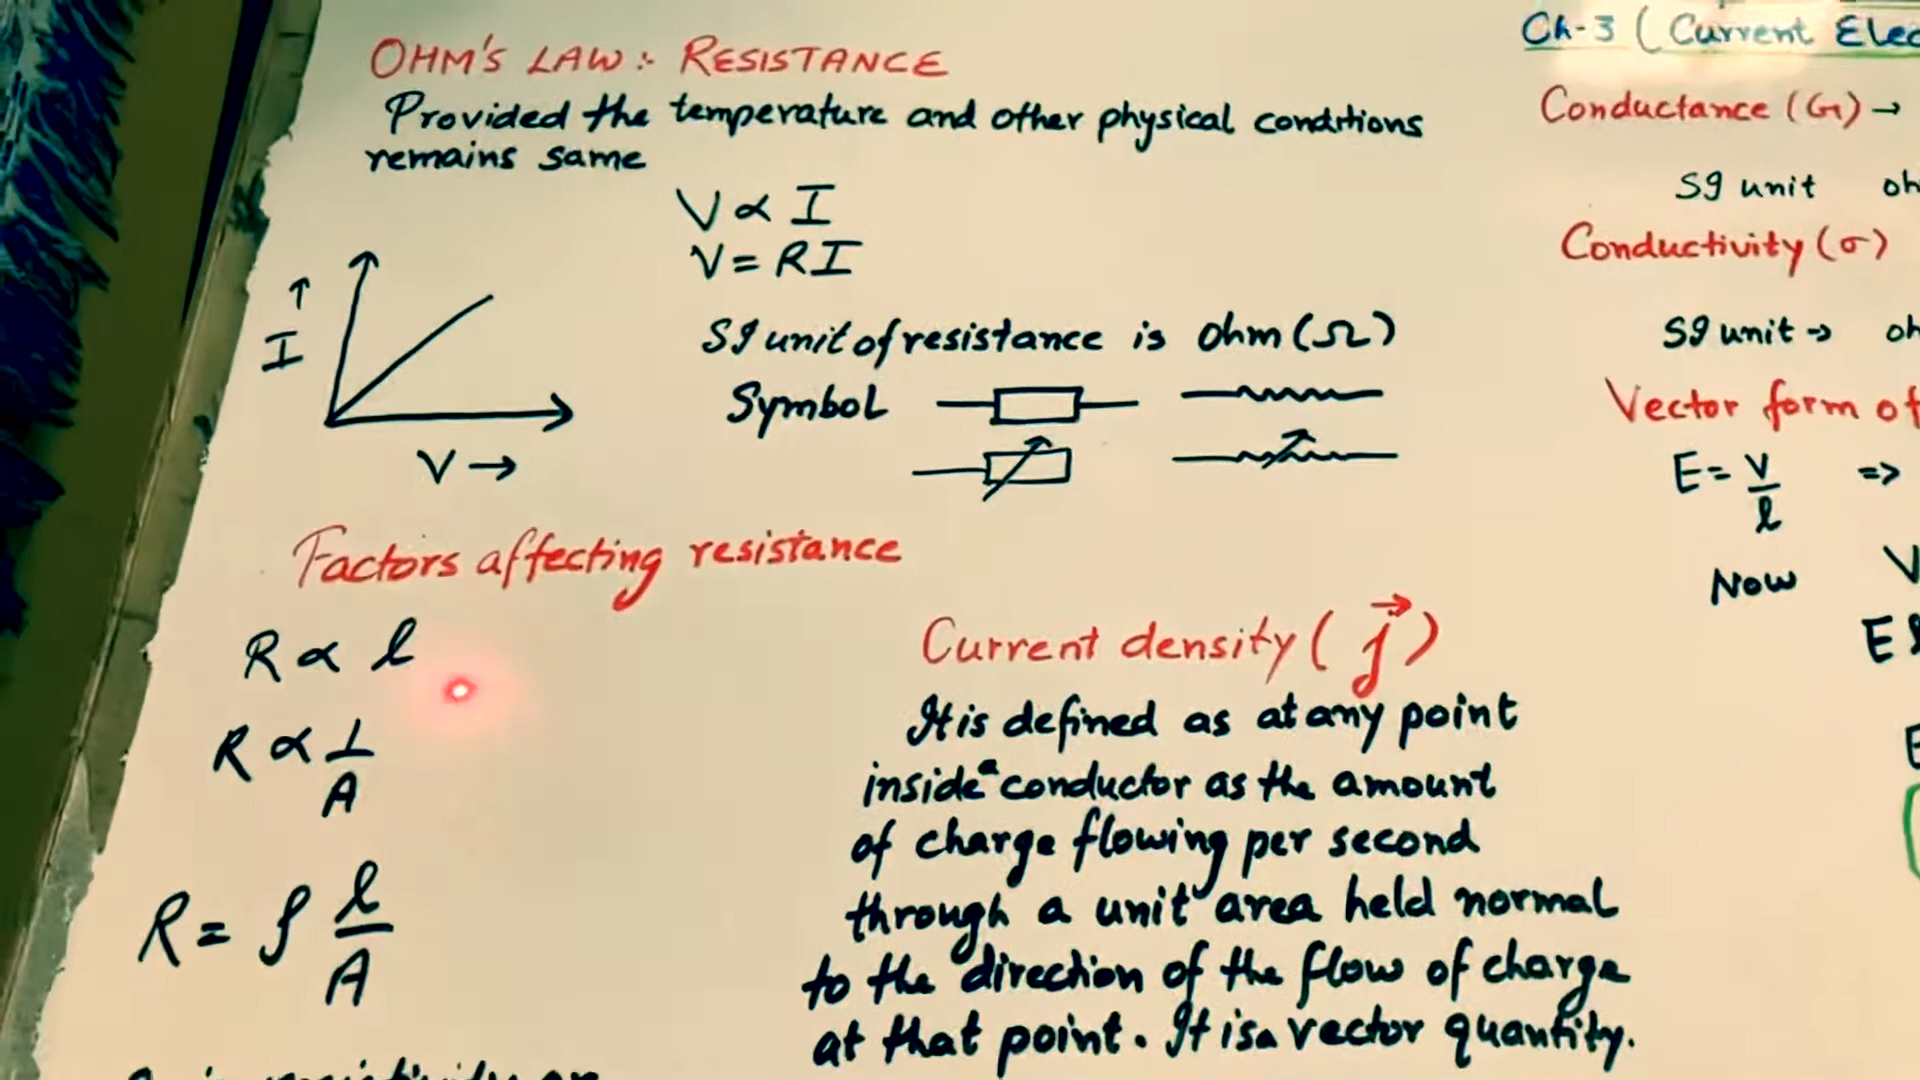 Ch-3 ( Current Elec
OHM'S LAW :- RESISTANCE
Provided the temperature and other physical conditions
remains same
V ∝ I
V = RI
I ↑
V →
SI unit of resistance is ohm (Ω)
Symbol
Factors affecting resistance
R ∝ l
R ∝ 1/A
R = ρ l/A
Current density ( j⃗ )
It is defined as at any point
inside a conductor as the amount
of charge flowing per second
through a unit area held normal
to the direction of the flow of charge
at that point. It is a vector quantity.
Conductance (G) →
SI unit oh
Conductivity (σ)
SI unit → oh
Vector form of
E = V/l ⇒
Now V
E l
E